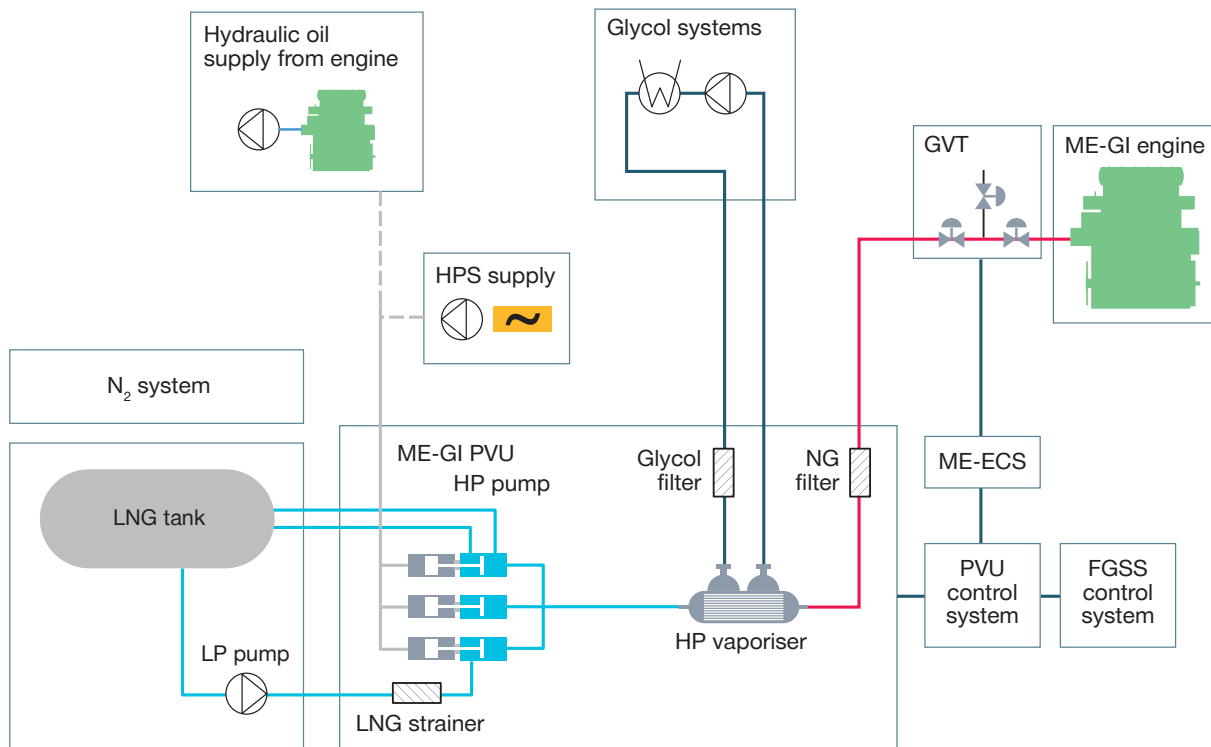 Hydraulic oil
supply from engine
Glycol systems
GVT
ME-GI engine
HPS supply
~
N₂ system
ME-GI PVU
HP pump
Glycol
filter
NG
filter
ME-ECS
LNG tank
PVU
control
system
FGSS
control
system
HP vaporiser
LP pump
LNG strainer